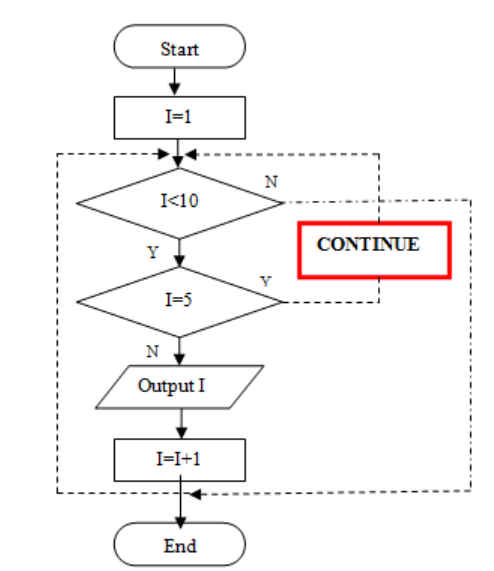 Start
I=1
N
I<10
CONTINUE
Y
Y
I=5
N
Output I
I=I+1
End